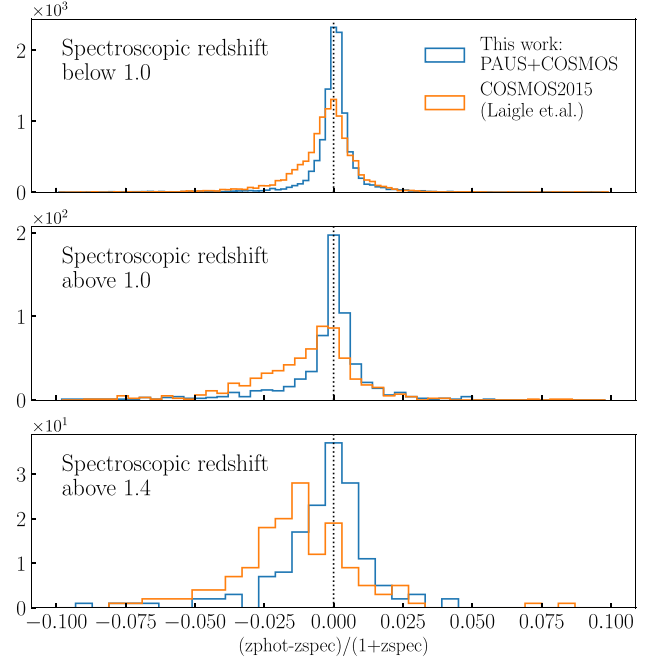 ×10³
Spectroscopic redshift
below 1.0
This work:
PAUS+COSMOS
COSMOS2015
(Laigle et.al.)
2
1
0
×10²
Spectroscopic redshift
above 1.0
2
1
0
×10¹
Spectroscopic redshift
above 1.4
3
2
1
0
−0.100 −0.075 −0.050 −0.025 0.000 0.025 0.050 0.075 0.100
(zphot-zspec)/(1+zspec)